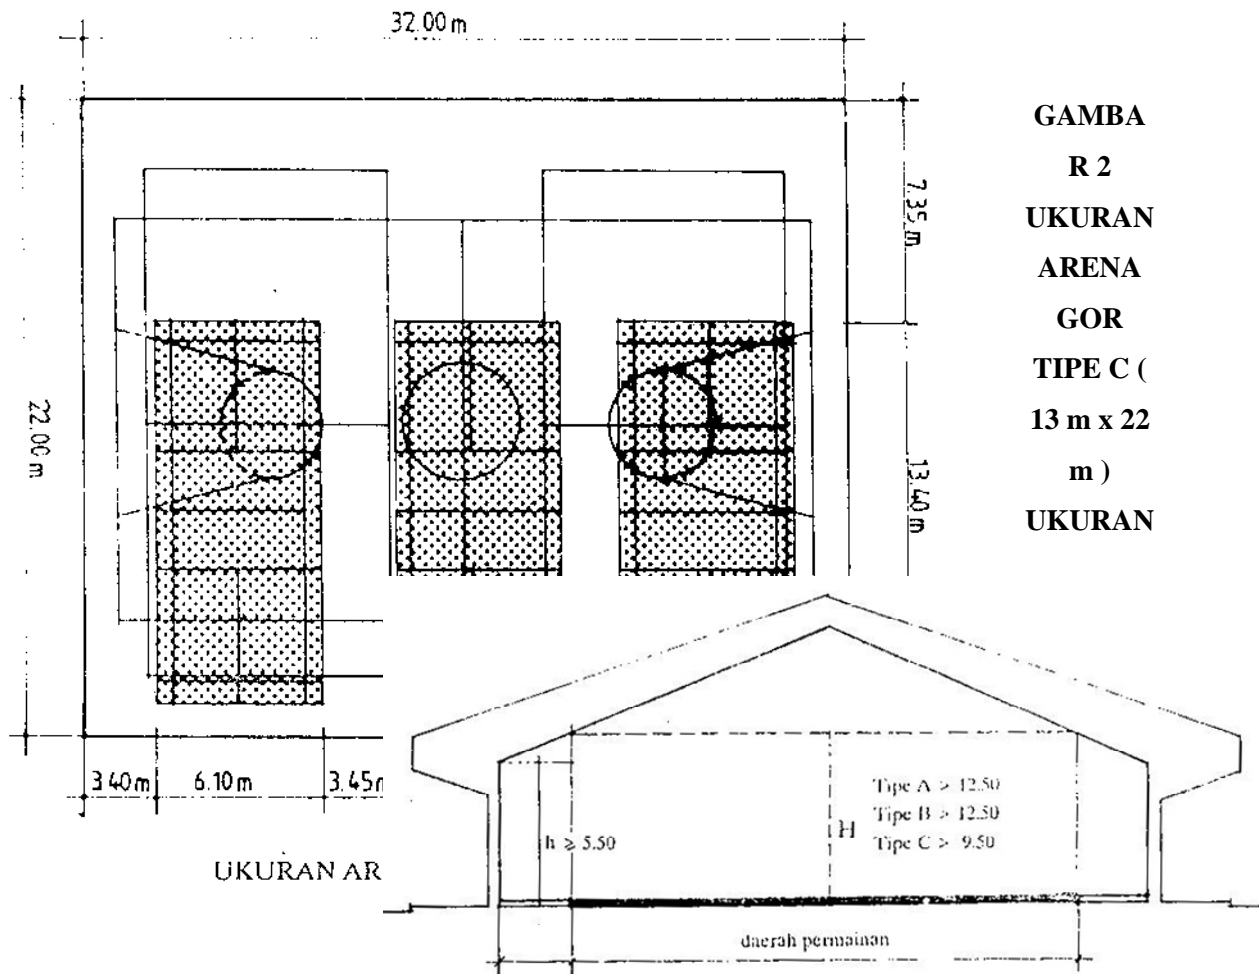 32.00 m
GAMBA
R 2
UKURAN
ARENA
GOR
TIPE C (
13 m x 22
m )
UKURAN
7.35 m
22.00 m
13.40 m
3.40 m
6.10 m
3.45
UKURAN AR
h ≥ 5.50
H
Tipe A > 12.50
Tipe B > 12.50
Tipe C > 9.50
daerah permainan